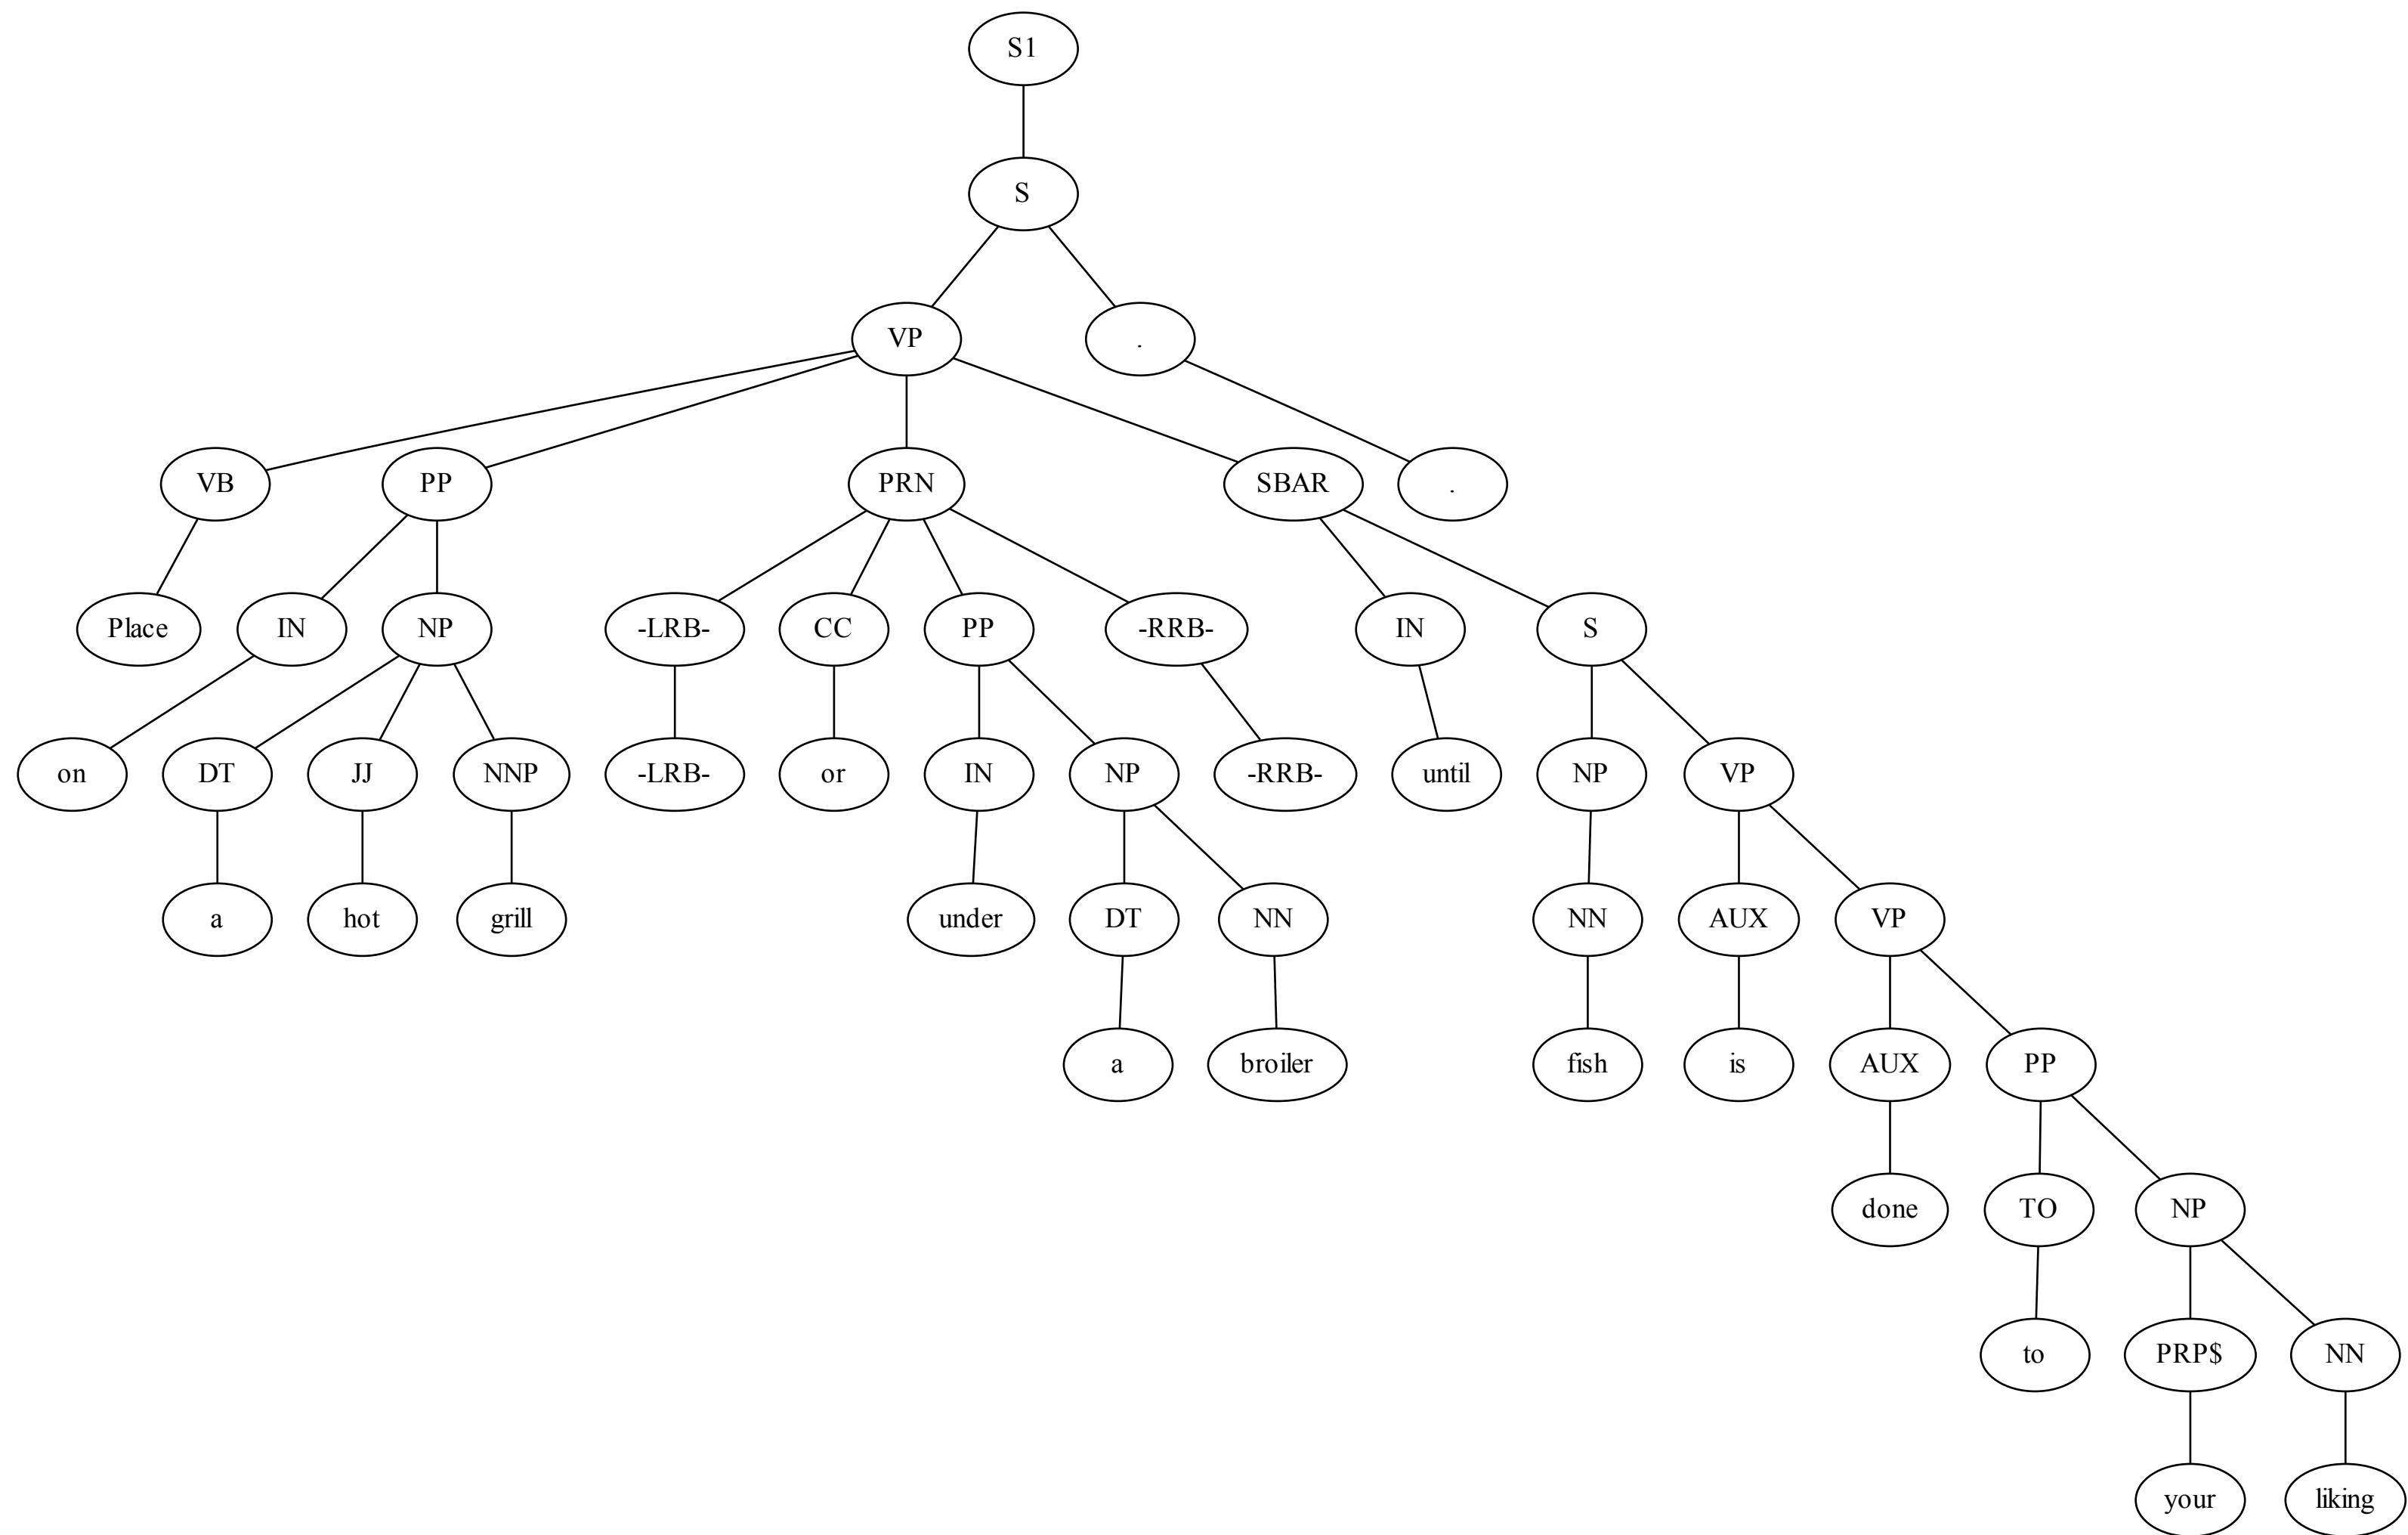 S1
S
VP .
VB PP PRN SBAR .
Place IN NP -LRB- CC PP -RRB- IN S
on DT JJ NNP -LRB- or IN NP -RRB- until NP VP
a hot grill under DT NN NN AUX VP
a broiler fish is AUX PP
done TO NP
to PRP$ NN
your liking